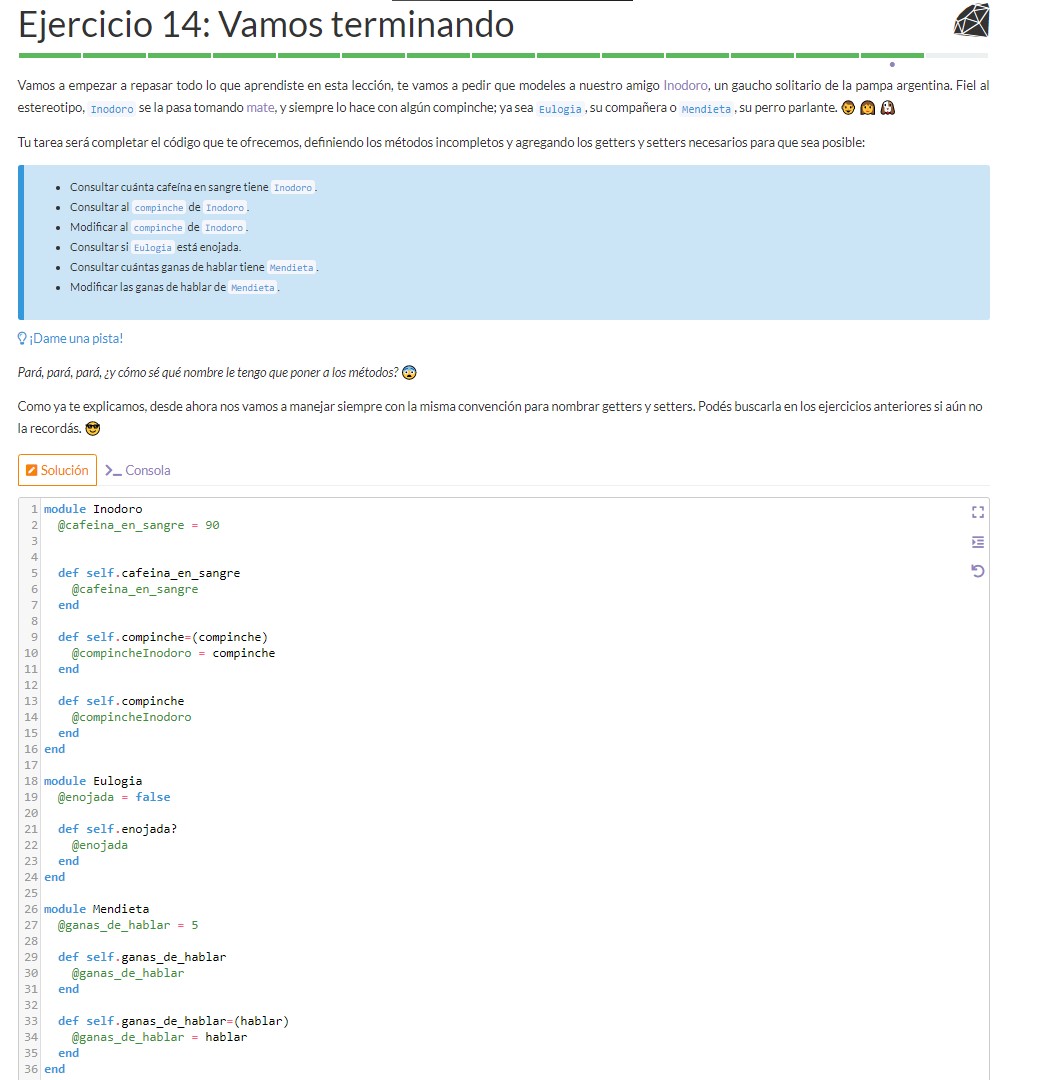 Ejercicio 14: Vamos terminando
Vamos a empezar a repasar todo lo que aprendiste en esta lección, te vamos a pedir que modeles a nuestro amigo Inodoro, un gaucho solitario de la pampa argentina. Fiel al
estereotipo, Inodoro se la pasa tomando mate, y siempre lo hace con algún compinche; ya sea Eulogia, su compañera o Mendieta, su perro parlante. 👨 👩 🐶
Tu tarea será completar el código que te ofrecemos, definiendo los métodos incompletos y agregando los getters y setters necesarios para que sea posible:
• Consultar cuánta cafeína en sangre tiene Inodoro.
• Consultar al compinche de Inodoro.
• Modificar al compinche de Inodoro.
• Consultar si Eulogia está enojada.
• Consultar cuántas ganas de hablar tiene Mendieta.
• Modificar las ganas de hablar de Mendieta.
¡Dame una pista!
Pará, pará, pará, ¿y cómo sé qué nombre le tengo que poner a los métodos? 😨
Como ya te explicamos, desde ahora nos vamos a manejar siempre con la misma convención para nombrar getters y setters. Podés buscarla en los ejercicios anteriores si aún no
la recordás. 😎
Solución >_ Consola
1 module Inodoro
2   @cafeina_en_sangre = 90
3
4
5   def self.cafeina_en_sangre
6     @cafeina_en_sangre
7   end
8
9   def self.compinche=(compinche)
10     @compincheInodoro = compinche
11   end
12
13   def self.compinche
14     @compincheInodoro
15   end
16 end
17
18 module Eulogia
19   @enojada = false
20
21   def self.enojada?
22     @enojada
23   end
24 end
25
26 module Mendieta
27   @ganas_de_hablar = 5
28
29   def self.ganas_de_hablar
30     @ganas_de_hablar
31   end
32
33   def self.ganas_de_hablar=(hablar)
34     @ganas_de_hablar = hablar
35   end
36 end